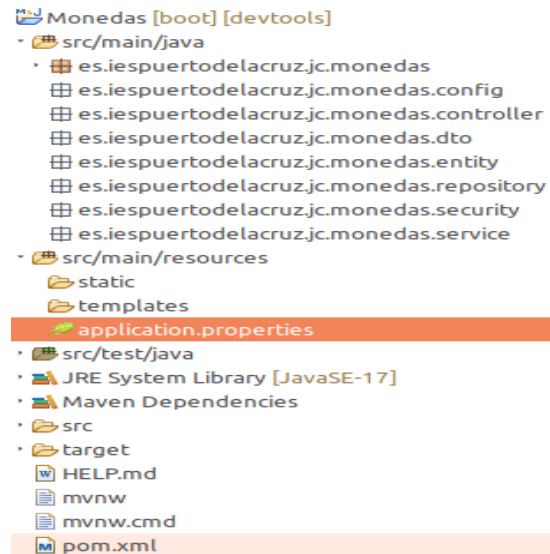 Monedas [boot] [devtools]
src/main/java
es.iespuertodelacruz.jc.monedas
es.iespuertodelacruz.jc.monedas.config
es.iespuertodelacruz.jc.monedas.controller
es.iespuertodelacruz.jc.monedas.dto
es.iespuertodelacruz.jc.monedas.entity
es.iespuertodelacruz.jc.monedas.repository
es.iespuertodelacruz.jc.monedas.security
es.iespuertodelacruz.jc.monedas.service
src/main/resources
static
templates
application.properties
src/test/java
JRE System Library [JavaSE-17]
Maven Dependencies
src
target
HELP.md
mvnw
mvnw.cmd
pom.xml